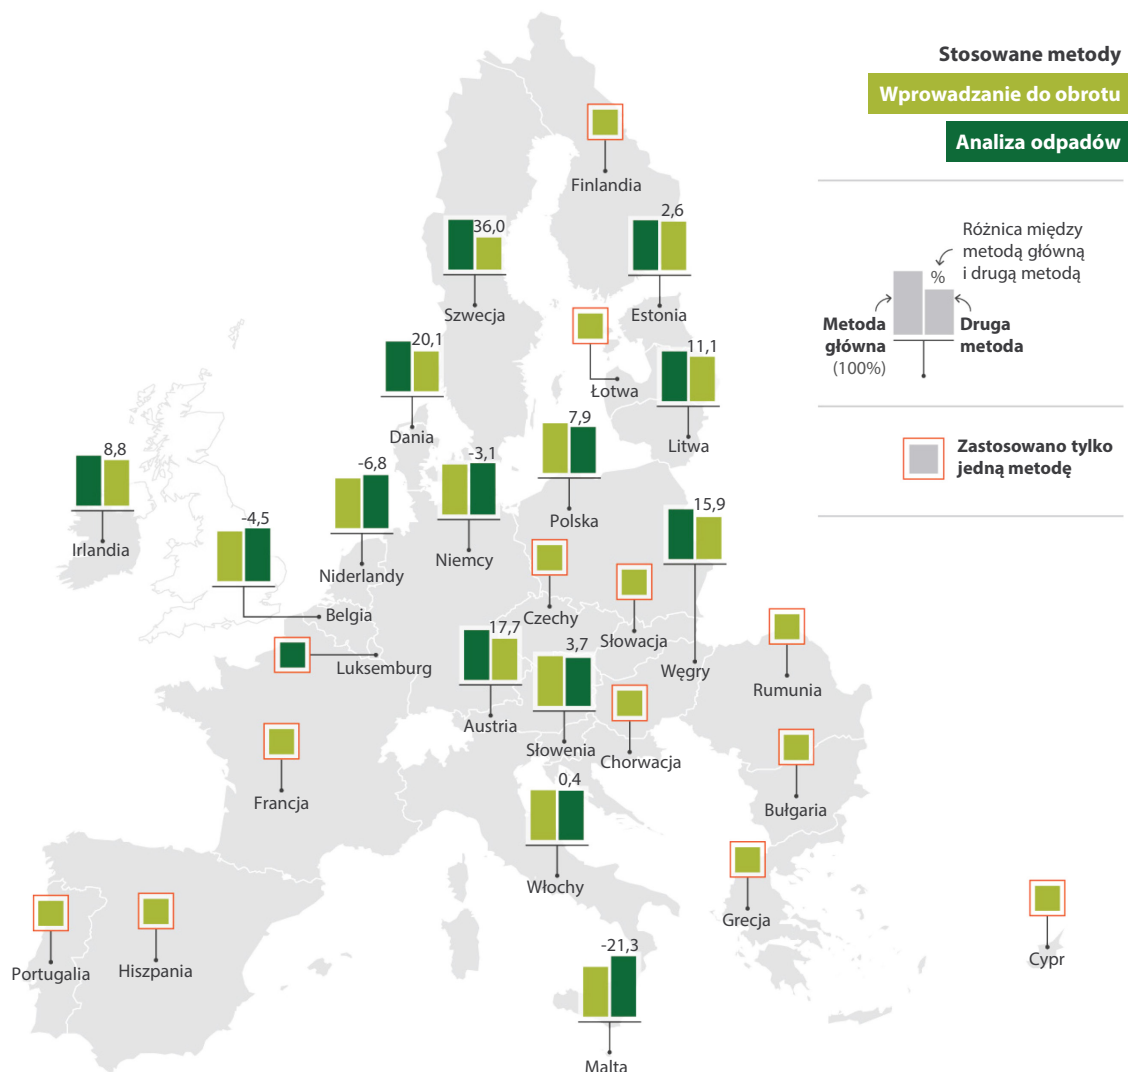 Stosowane metody
Wprowadzanie do obrotu
Analiza odpadów
Różnica między
metodą główną
i drugą metodą
%
Metoda
główna
(100%)
Druga
metoda
Zastosowano tylko
jedną metodę
Finlandia
36,0
Szwecja
2,6
Estonia
Łotwa
20,1
Dania
11,1
Litwa
7,9
Polska
8,8
Irlandia
-6,8
Niderlandy
-3,1
Niemcy
-4,5
Belgia
15,9
Węgry
Czechy
Słowacja
Luksemburg
17,7
Austria
3,7
Słowenia
Chorwacja
Rumunia
Francja
Bułgaria
0,4
Włochy
Grecja
Portugalia
Hiszpania
Cypr
-21,3
Malta